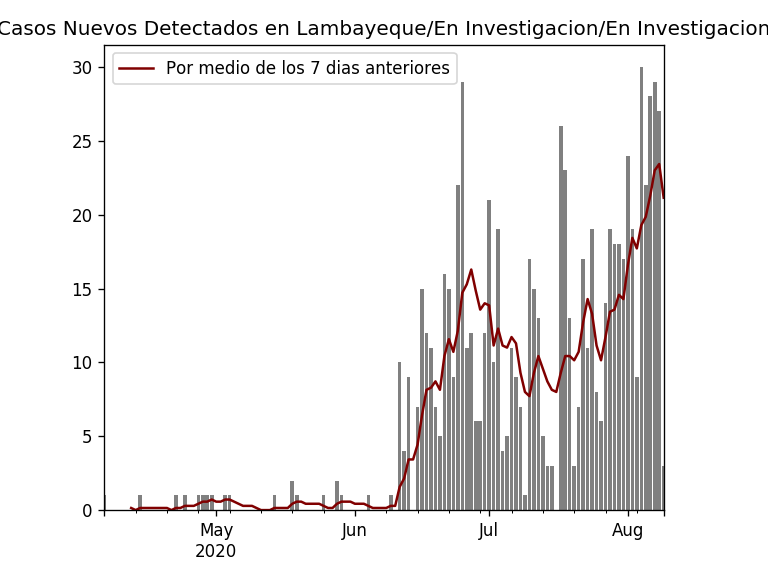 Casos Nuevos Detectados en Lambayeque/En Investigacion/En Investigacion
Por medio de los 7 dias anteriores
30
25
20
15
10
5
0
May Jun Jul Aug
2020